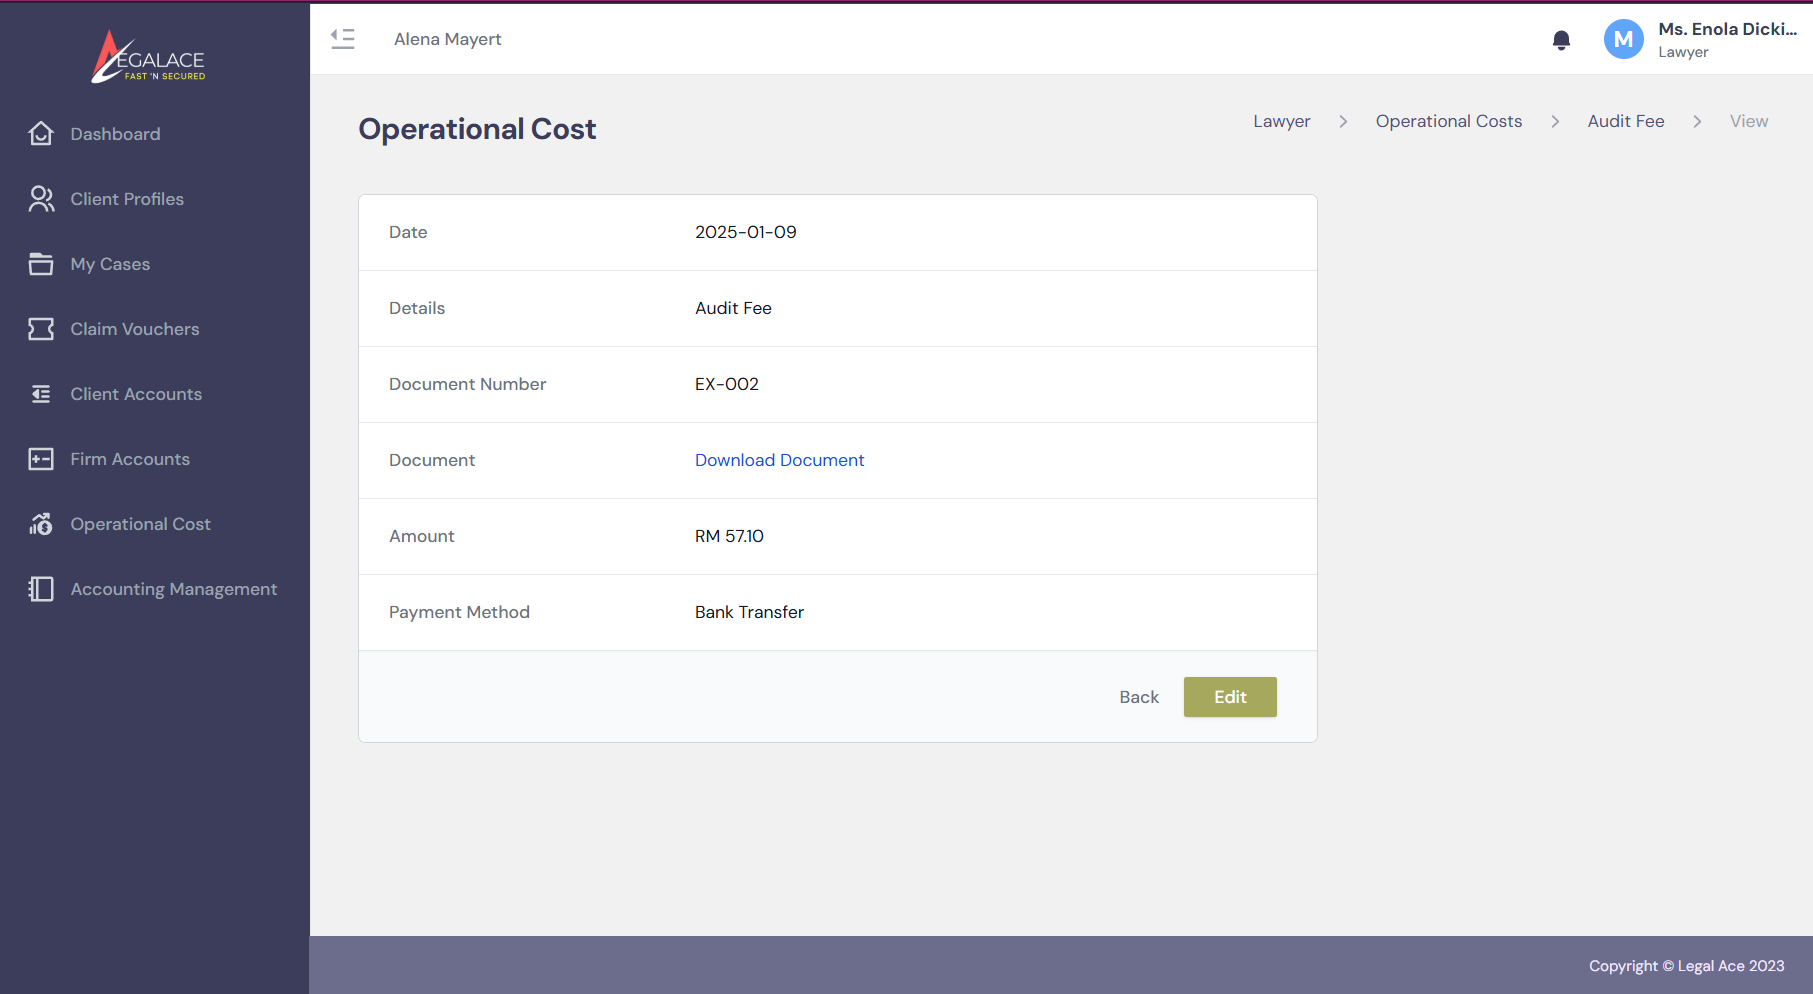 EGALACE
FAST 'N SECURED
Dashboard
Client Profiles
My Cases
Claim Vouchers
Client Accounts
Firm Accounts
Operational Cost
Accounting Management
Alena Mayert
M
Ms. Enola Dicki...
Lawyer
Operational Cost
Lawyer > Operational Costs > Audit Fee > View
Date 2025-01-09
Details Audit Fee
Document Number EX-002
Document Download Document
Amount RM 57.10
Payment Method Bank Transfer
Back Edit
Copyright © Legal Ace 2023